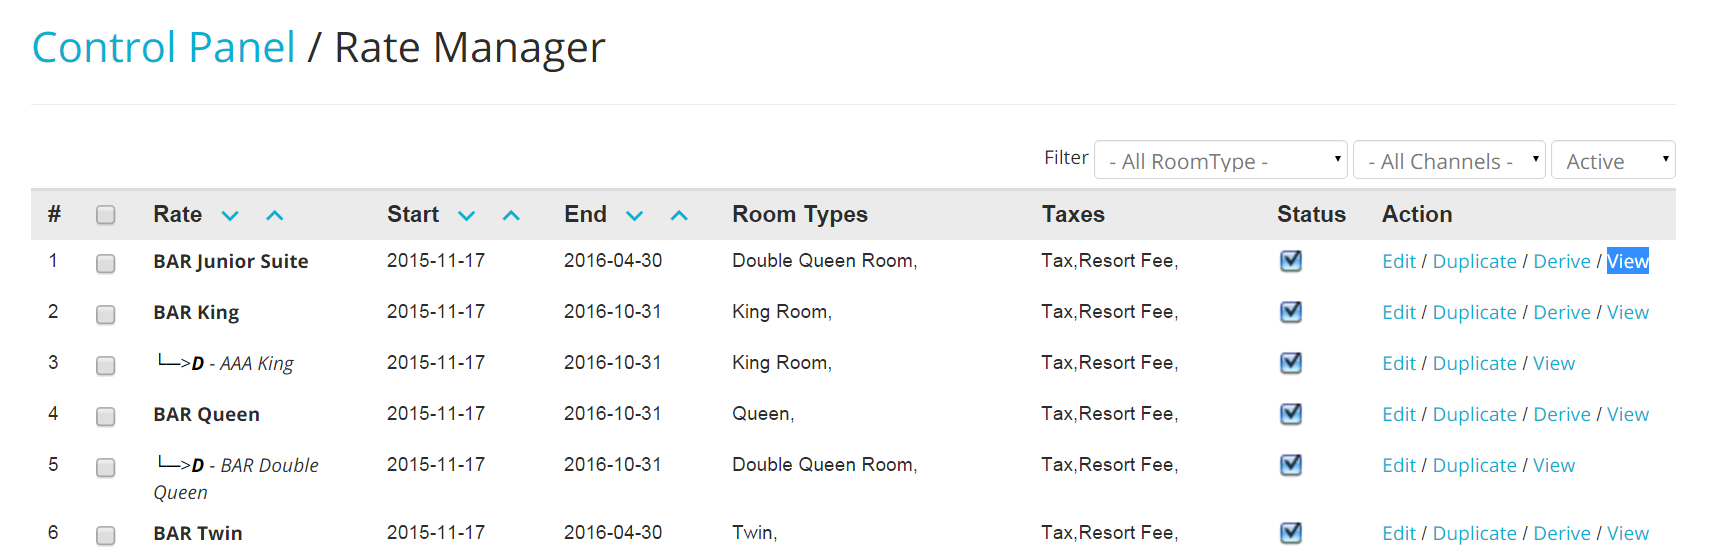 Control Panel / Rate Manager
Filter - All RoomType - - All Channels - Active
# Rate Start End Room Types Taxes Status Action
1 BAR Junior Suite 2015-11-17 2016-04-30 Double Queen Room, Tax,Resort Fee, Edit / Duplicate / Derive / View
2 BAR King 2015-11-17 2016-10-31 King Room, Tax,Resort Fee, Edit / Duplicate / Derive / View
3 └─>D - AAA King 2015-11-17 2016-10-31 King Room, Tax,Resort Fee, Edit / Duplicate / View
4 BAR Queen 2015-11-17 2016-10-31 Queen, Tax,Resort Fee, Edit / Duplicate / Derive / View
5 └─>D - BAR Double 2015-11-17 2016-10-31 Double Queen Room, Tax,Resort Fee, Edit / Duplicate / View
Queen
6 BAR Twin 2015-11-17 2016-04-30 Twin, Tax,Resort Fee, Edit / Duplicate / Derive / View